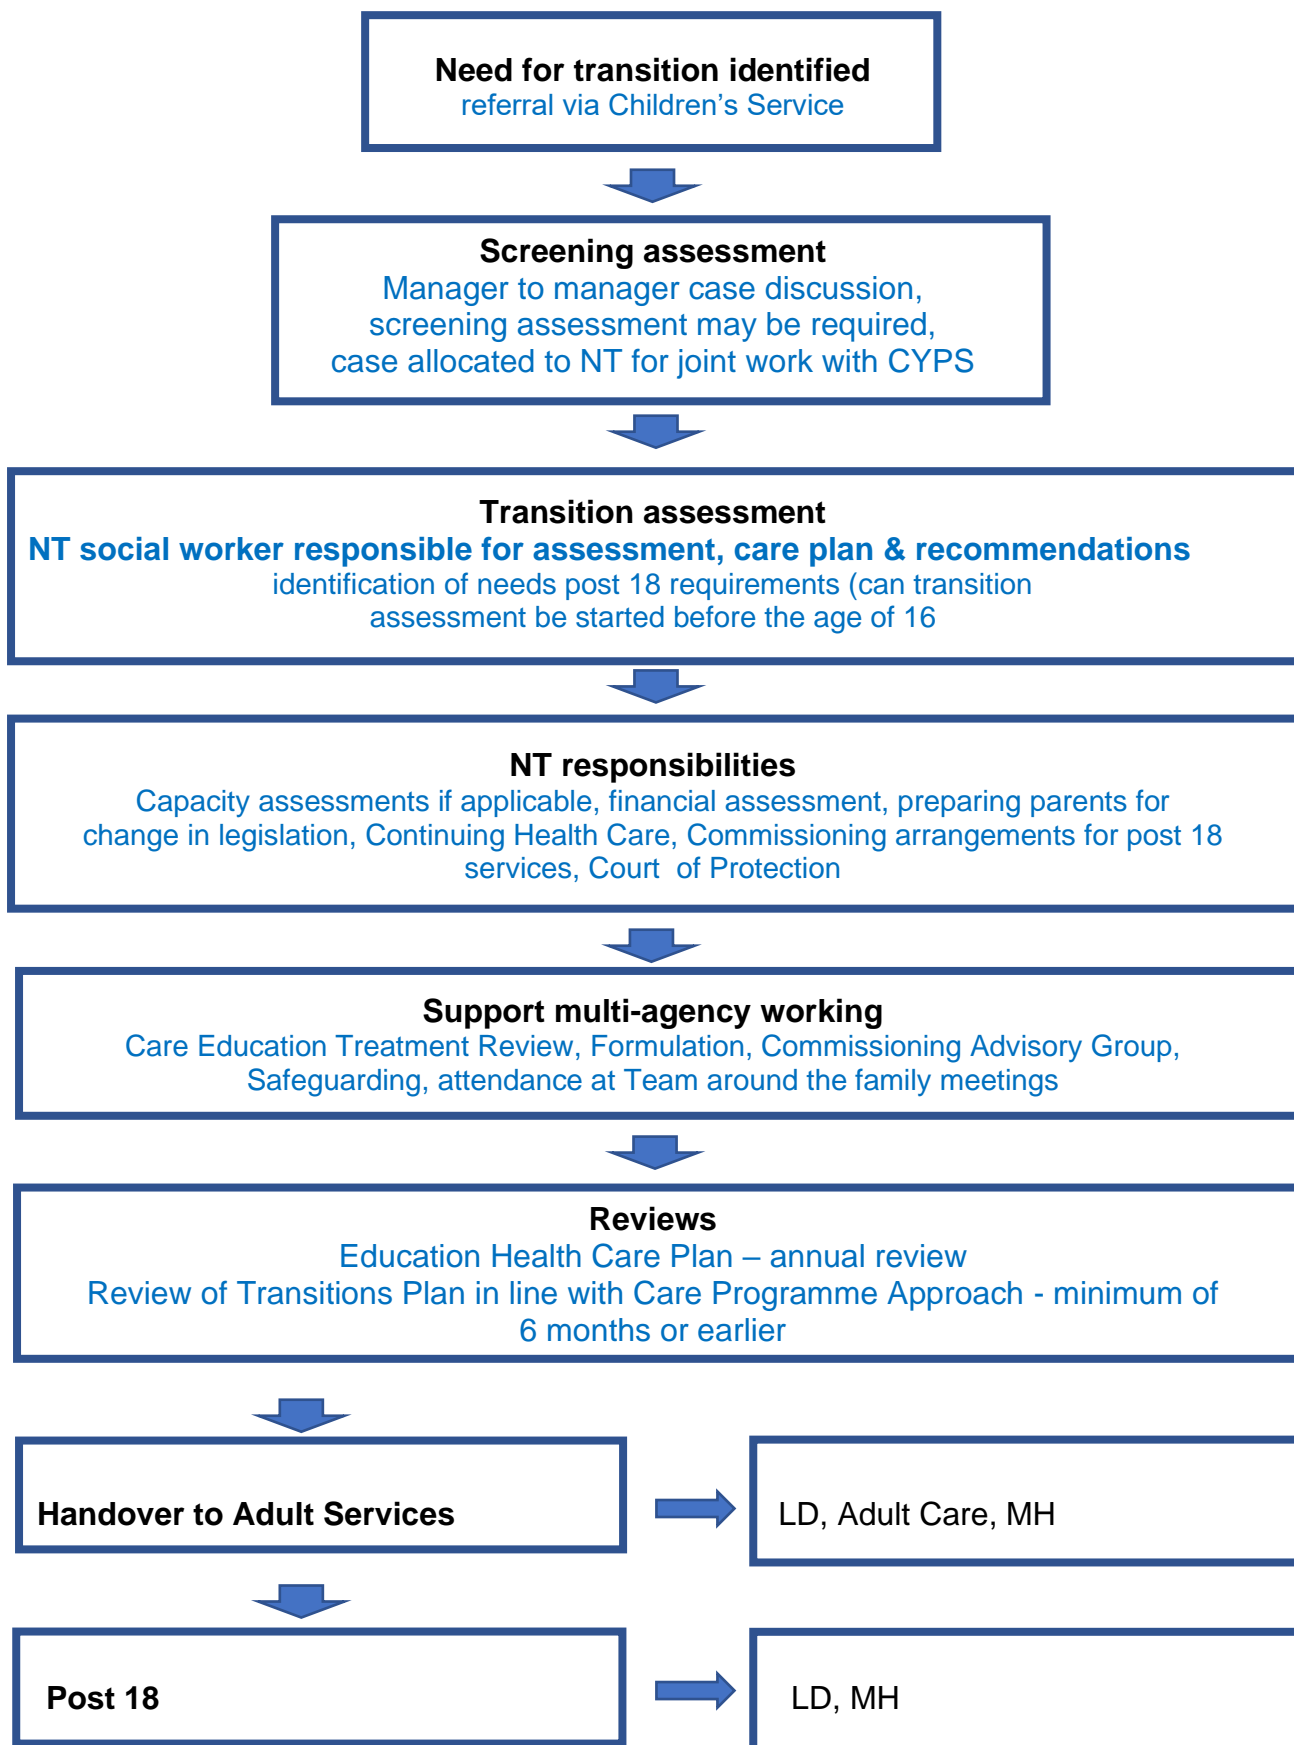 Need for transition identified
referral via Children’s Service
Screening assessment
Manager to manager case discussion,
screening assessment may be required,
case allocated to NT for joint work with CYPS
Transition assessment
NT social worker responsible for assessment, care plan & recommendations
identification of needs post 18 requirements (can transition
assessment be started before the age of 16
NT responsibilities
Capacity assessments if applicable, financial assessment, preparing parents for
change in legislation, Continuing Health Care, Commissioning arrangements for post 18
services, Court of Protection
Support multi-agency working
Care Education Treatment Review, Formulation, Commissioning Advisory Group,
Safeguarding, attendance at Team around the family meetings
Reviews
Education Health Care Plan – annual review
Review of Transitions Plan in line with Care Programme Approach - minimum of
6 months or earlier
Handover to Adult Services
LD, Adult Care, MH
Post 18
LD, MH